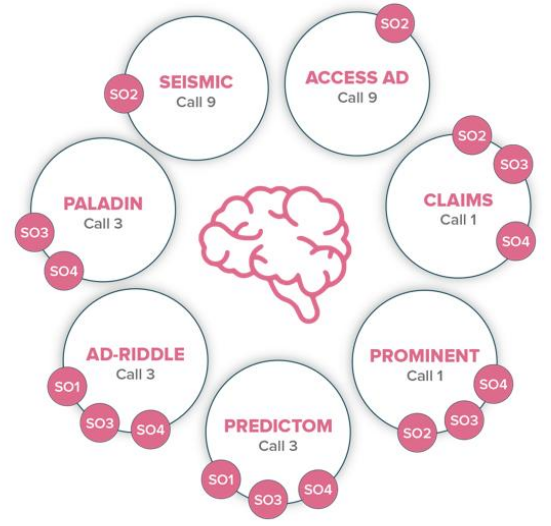 SO2
SEISMIC
Call 9
SO2
ACCESS AD
Call 9
SO2
SO3
SO4
CLAIMS
Call 1
PALADIN
Call 3
SO3
SO4
AD-RIDDLE
Call 3
SO1
SO3
SO4
PROMINENT
Call 1
SO4
SO3
SO2
PREDICTOM
Call 3
SO1
SO3
SO4